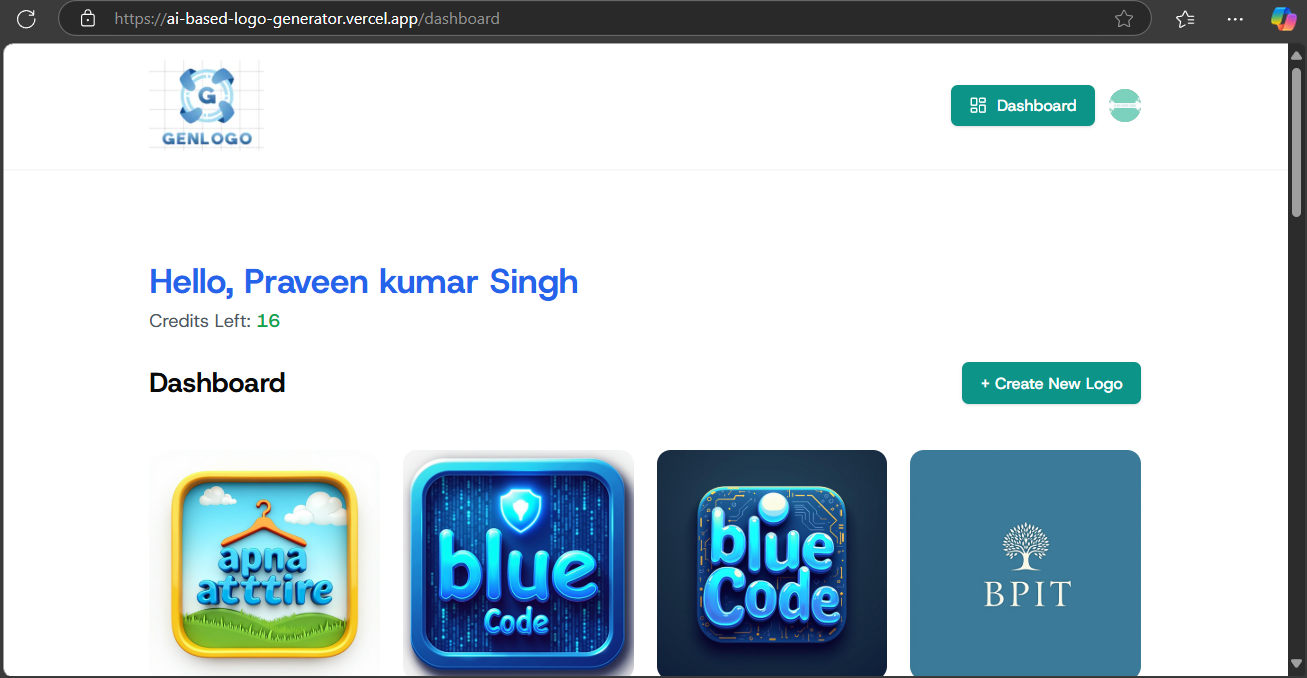 https://ai-based-logo-generator.vercel.app/dashboard
G
GENLOGO
Dashboard
Hello, Praveen kumar Singh
Credits Left: 16
Dashboard
+ Create New Logo
apna
atttire
blue
Code
blue
Code
BPIT